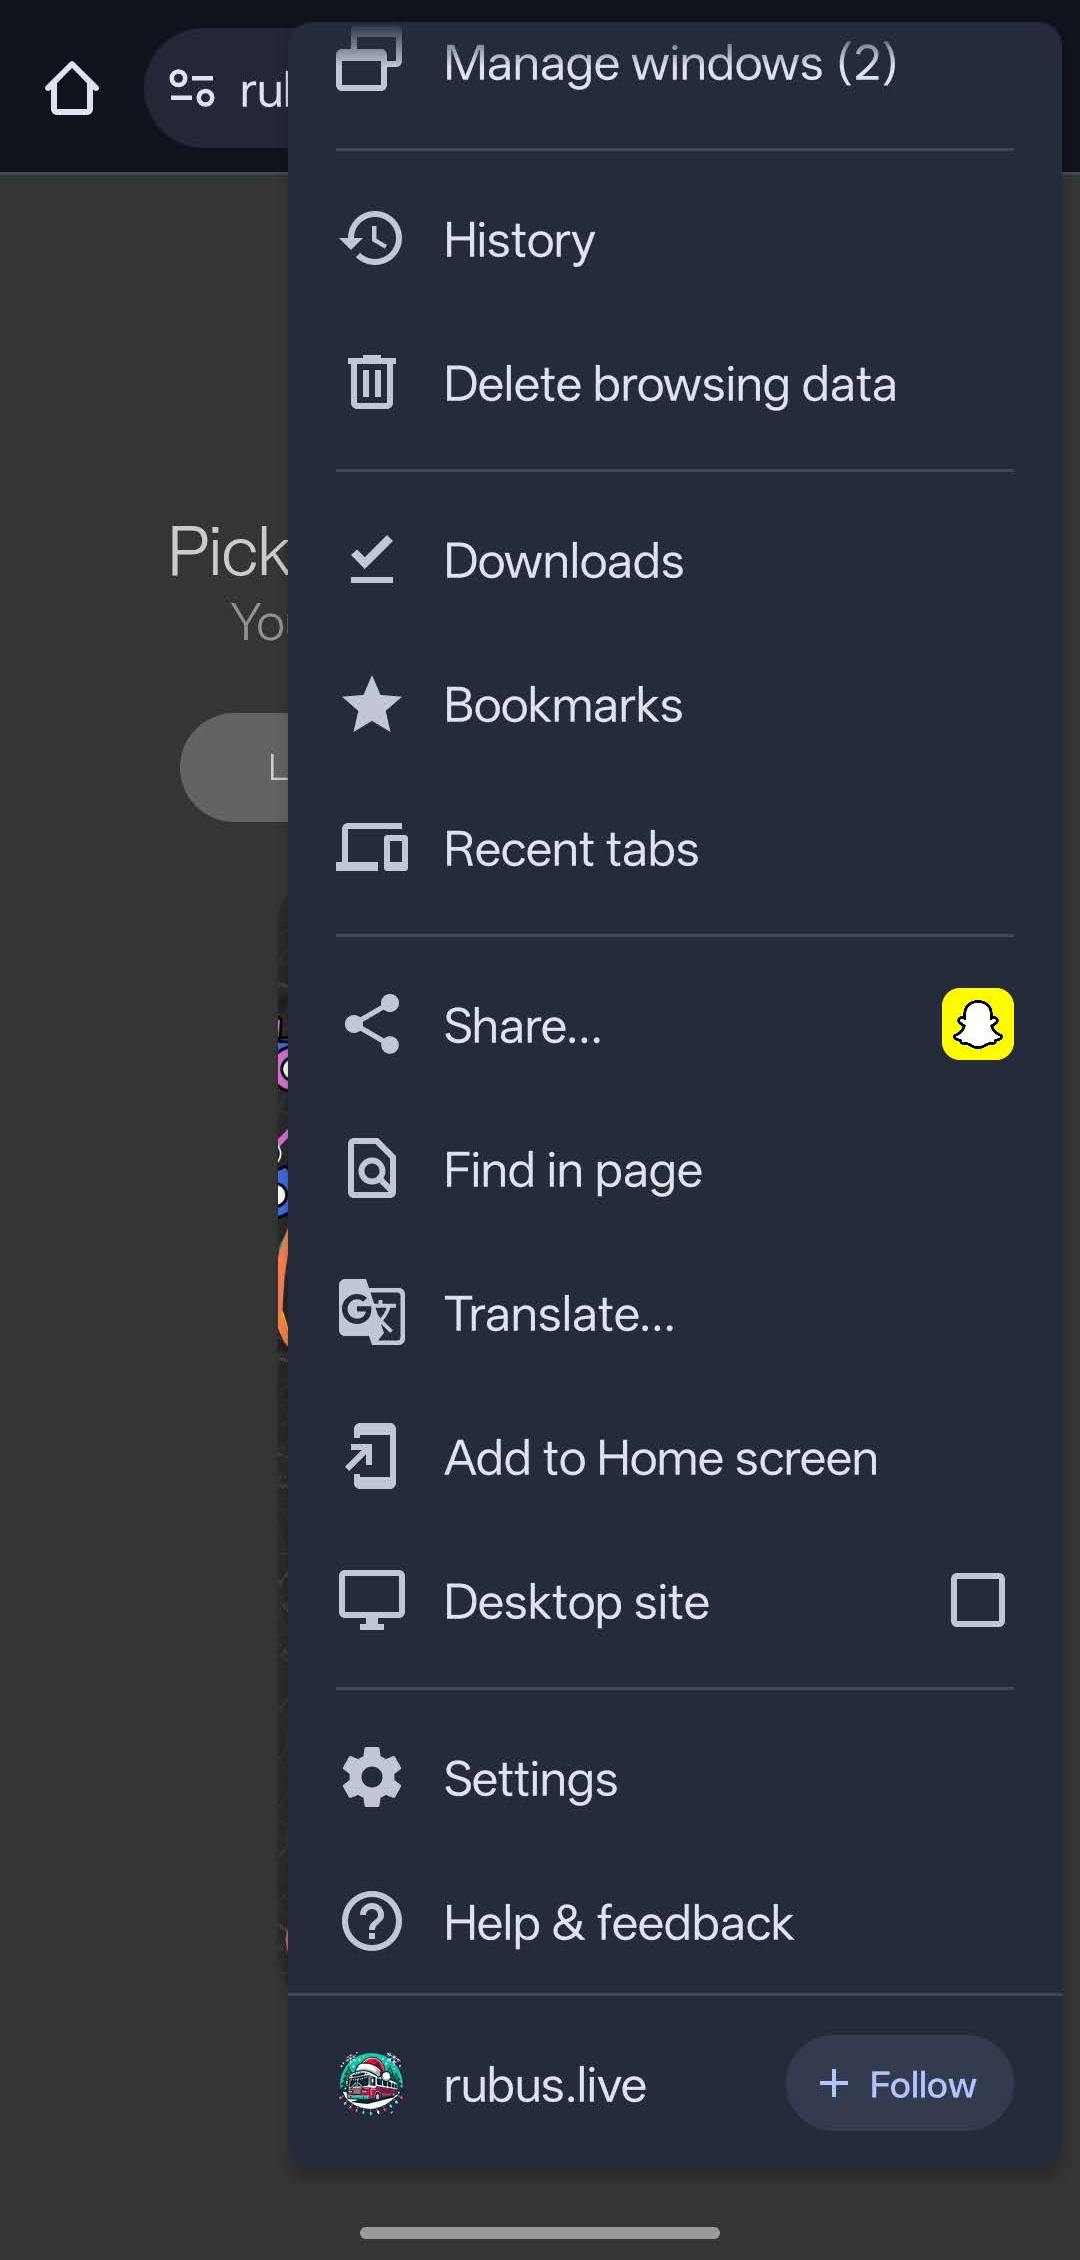 Manage windows (2)
History
Delete browsing data
Downloads
Bookmarks
Recent tabs
Share...
Find in page
Translate...
Add to Home screen
Desktop site
Settings
Help & feedback
rubus.live
+ Follow
Pick